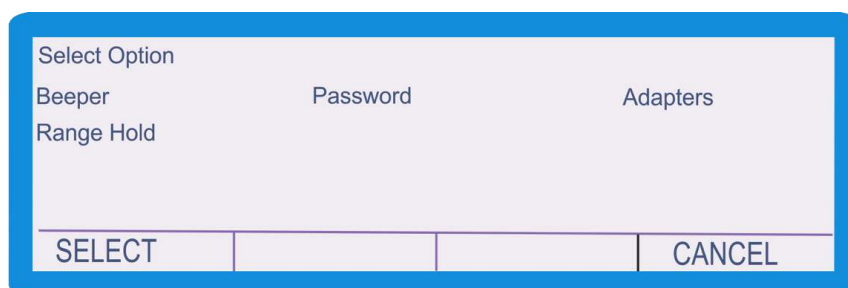 Select Option
Beeper Password Adapters
Range Hold
SELECT CANCEL